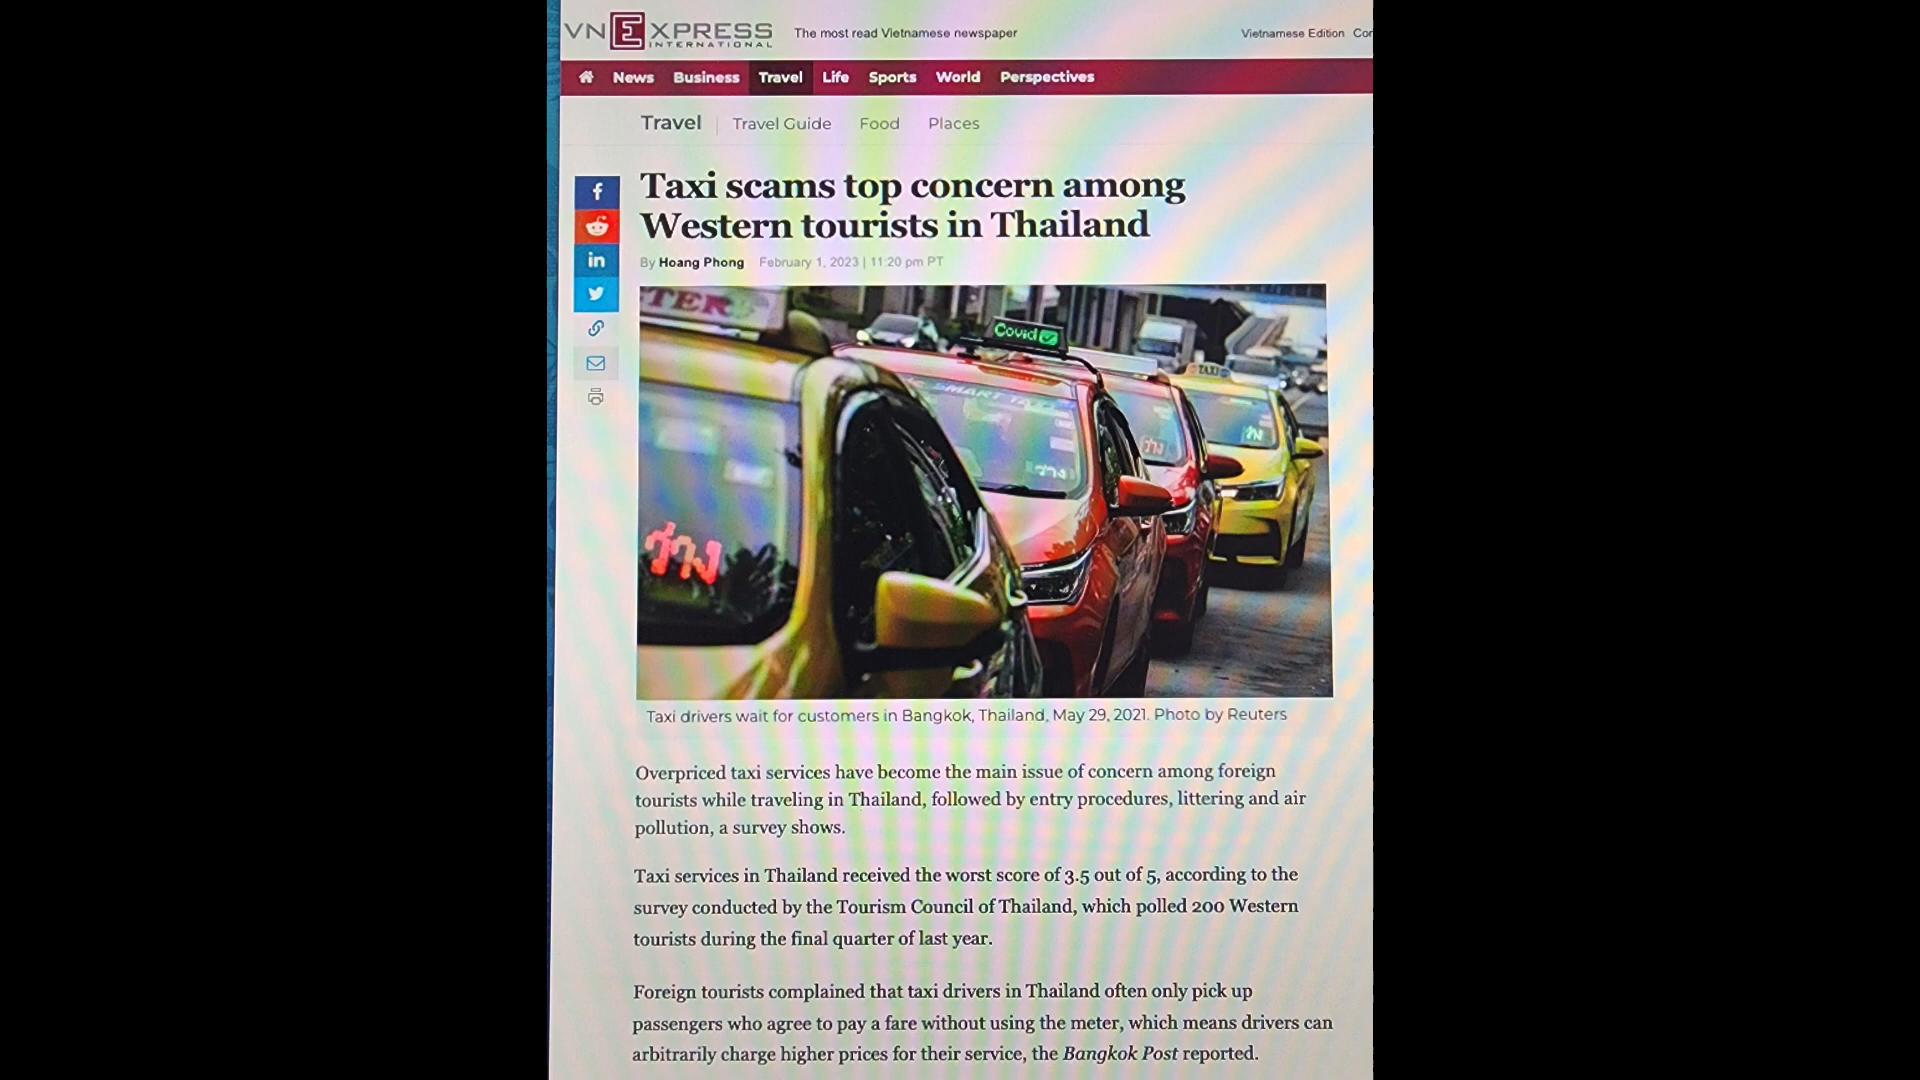 VNEXPRESS
INTERNATIONAL
The most read Vietnamese newspaper
Vietnamese Edition
News Business Travel Life Sports World Perspectives
Travel Travel Guide Food Places
Taxi scams top concern among
Western tourists in Thailand
By Hoang Phong February 1, 2023 | 11:20 pm PT
Covid
TAXI
ว่าง
Taxi drivers wait for customers in Bangkok, Thailand, May 29, 2021. Photo by Reuters
Overpriced taxi services have become the main issue of concern among foreign
tourists while traveling in Thailand, followed by entry procedures, littering and air
pollution, a survey shows.
Taxi services in Thailand received the worst score of 3.5 out of 5, according to the
survey conducted by the Tourism Council of Thailand, which polled 200 Western
tourists during the final quarter of last year.
Foreign tourists complained that taxi drivers in Thailand often only pick up
passengers who agree to pay a fare without using the meter, which means drivers can
arbitrarily charge higher prices for their service, the Bangkok Post reported.